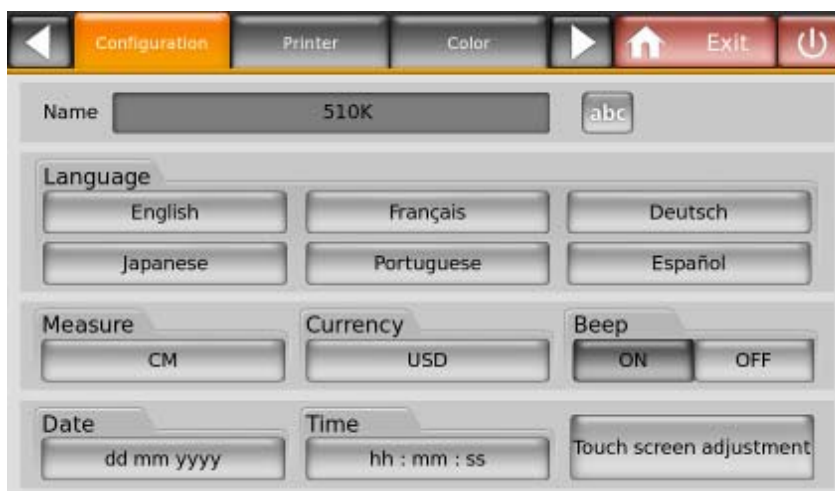 Configuration Printer Color Exit
Name 510K abc
Language
English Français Deutsch
Japanese Portuguese Español
Measure Currency Beep
CM USD ON OFF
Date Time
dd mm yyyy hh : mm : ss Touch screen adjustment